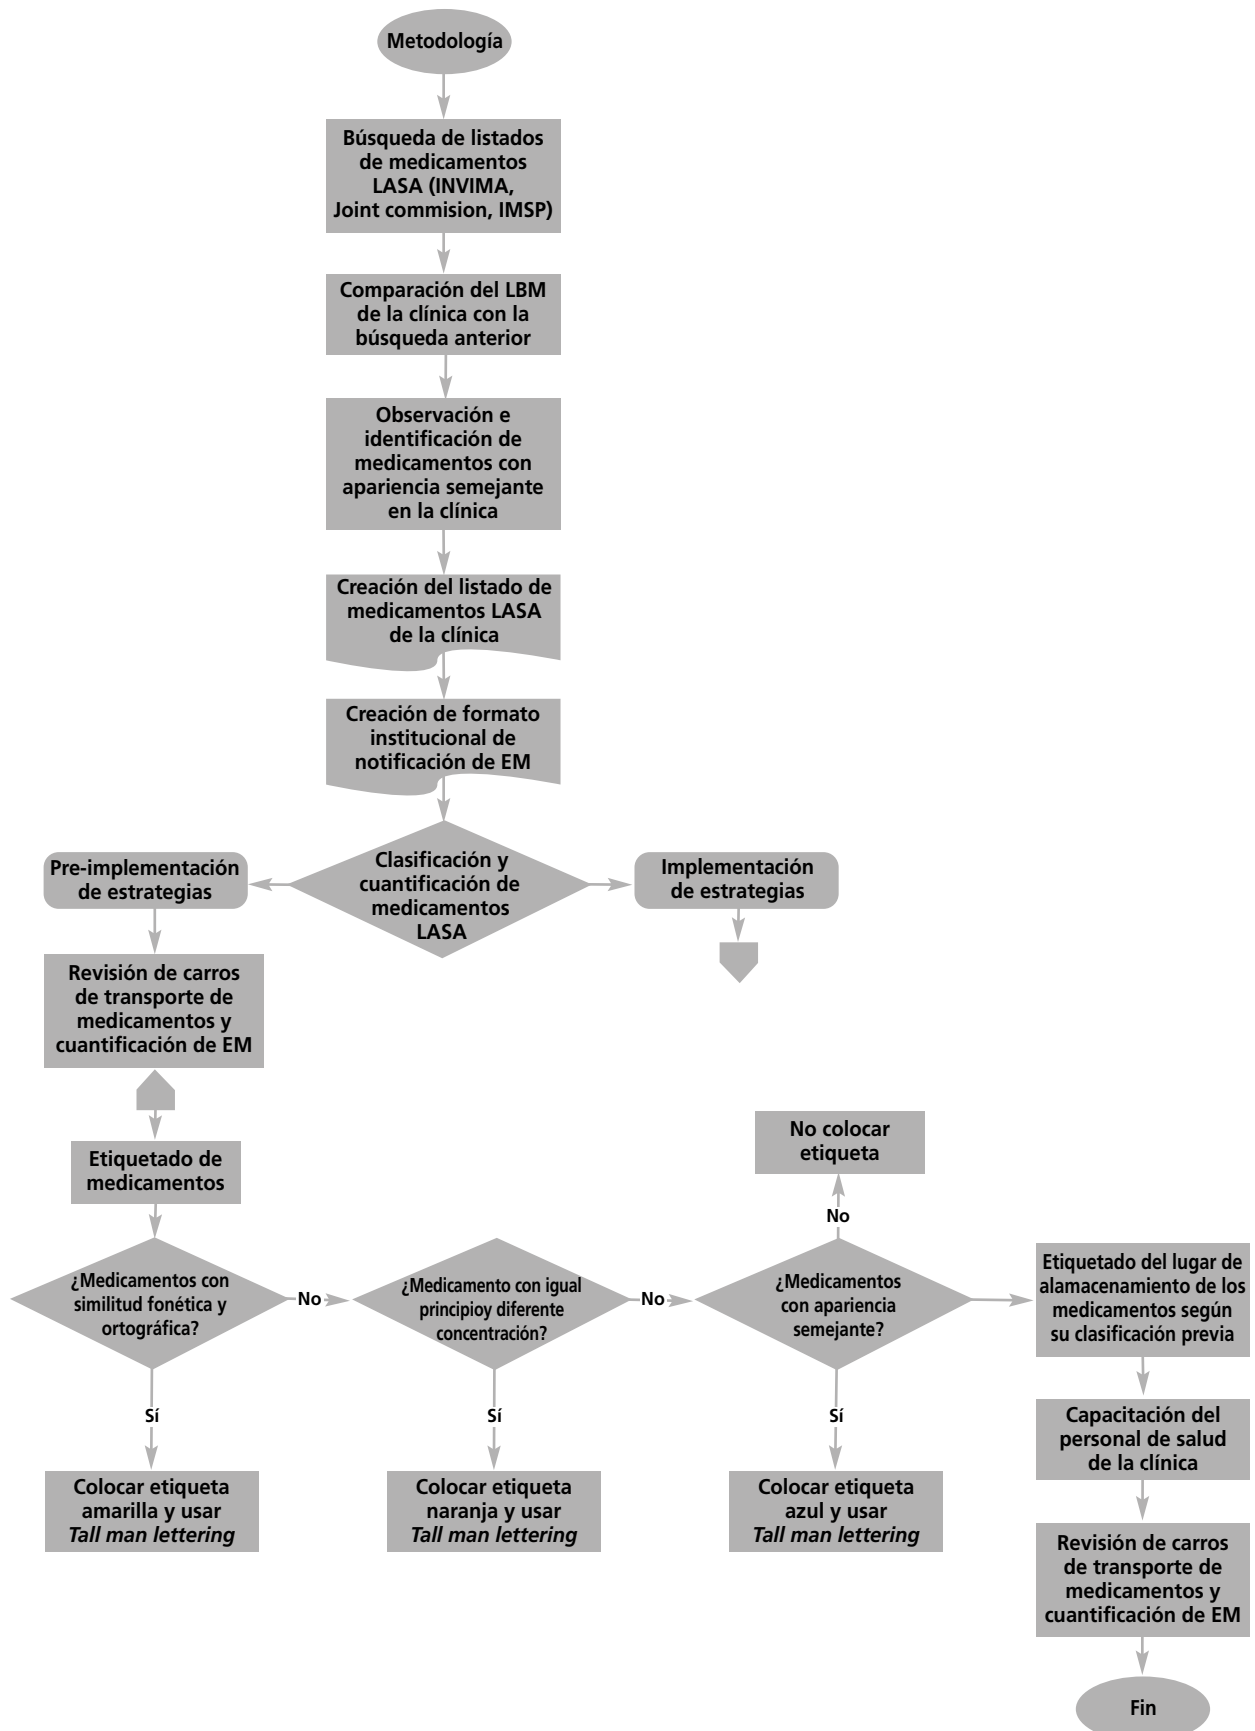 Metodología
Búsqueda de listados
de medicamentos
LASA (INVIMA,
Joint commision, IMSP)
Comparación del LBM
de la clínica con la
búsqueda anterior
Observación e
identificación de
medicamentos con
apariencia semejante
en la clínica
Creación del listado de
medicamentos LASA
de la clínica
Creación de formato
institucional de
notificación de EM
Clasificación y
cuantificación de
medicamentos
LASA
Pre-implementación
de estrategias
Implementación
de estrategias
Revisión de carros
de transporte de
medicamentos y
cuantificación de EM
Etiquetado de
medicamentos
¿Medicamentos con
similitud fonética y
ortográfica?
No
Sí
Colocar etiqueta
amarilla y usar
Tall man lettering
¿Medicamento con igual
principioy diferente
concentración?
No
Sí
Colocar etiqueta
naranja y usar
Tall man lettering
¿Medicamentos
con apariencia
semejante?
No
No colocar
etiqueta
Sí
Colocar etiqueta
azul y usar
Tall man lettering
Etiquetado del lugar de
alamacenamiento de los
medicamentos según
su clasificación previa
Capacitación del
personal de salud
de la clínica
Revisión de carros
de transporte de
medicamentos y
cuantificación de EM
Fin